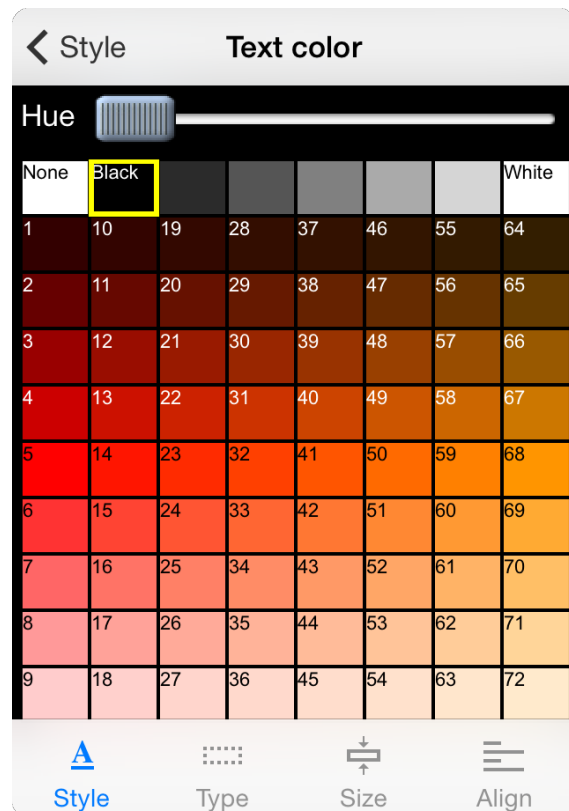 Style Text color
Hue
None Black White
1 10 19 28 37 46 55 64
2 11 20 29 38 47 56 65
3 12 21 30 39 48 57 66
4 13 22 31 40 49 58 67
5 14 23 32 41 50 59 68
6 15 24 33 42 51 60 69
7 16 25 34 43 52 61 70
8 17 26 35 44 53 62 71
9 18 27 36 45 54 63 72
A
Style Type Size Align